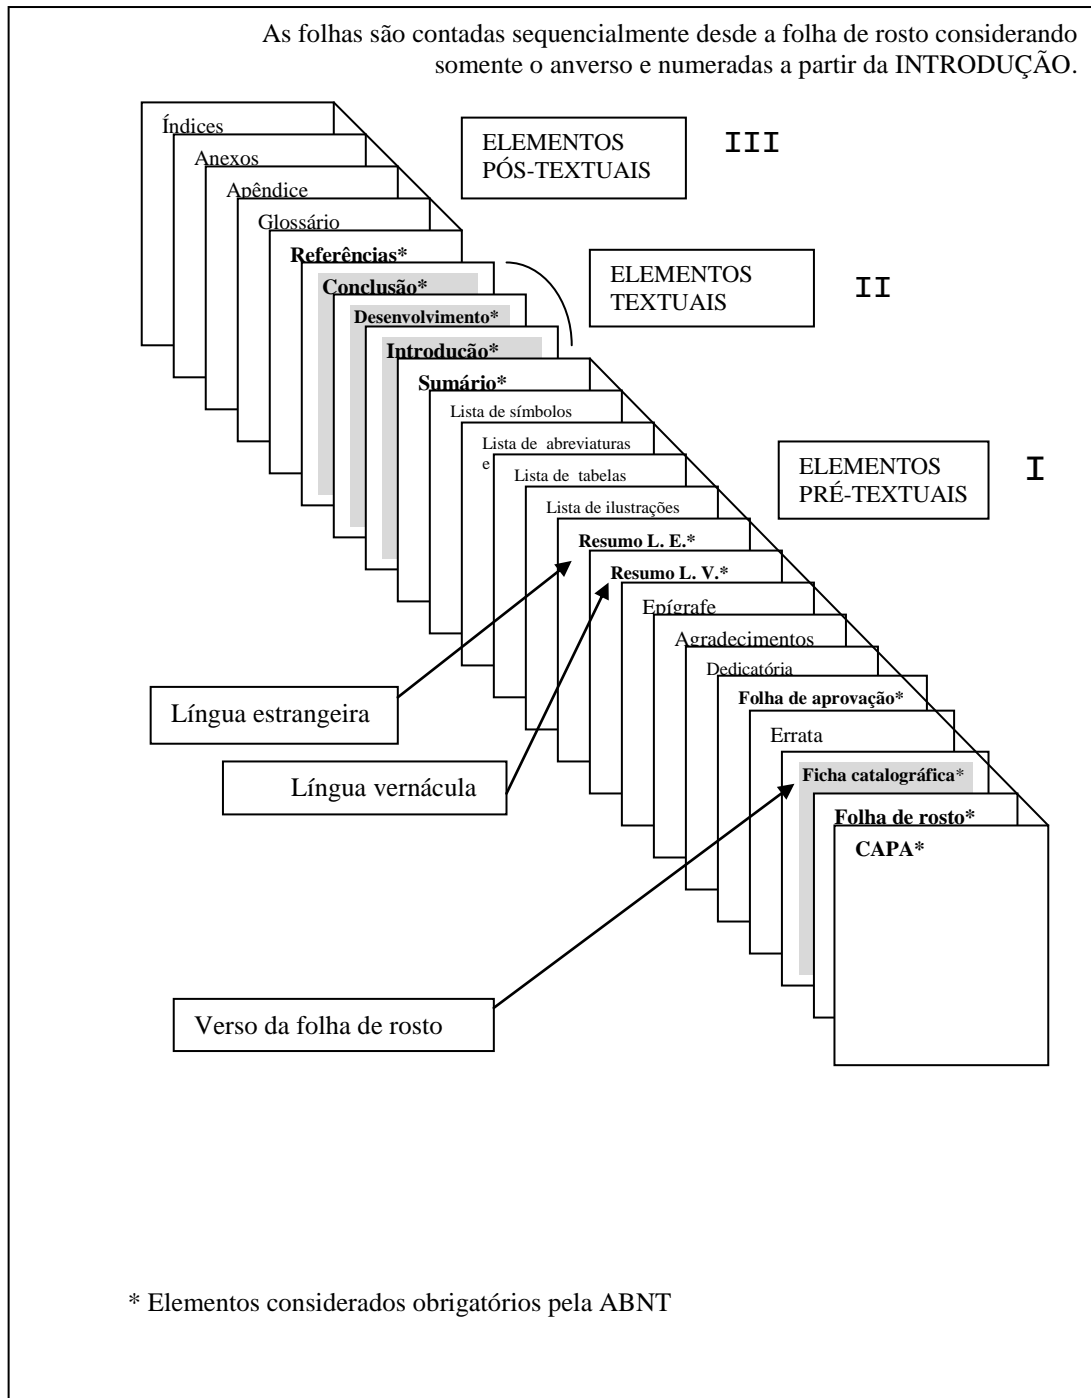 As folhas são contadas sequencialmente desde a folha de rosto considerando
somente o anverso e numeradas a partir da INTRODUÇÃO.
Índices
Anexos
Apêndice
Glossário
Referências*
Conclusão*
Desenvolvimento*
Introdução*
Sumário*
Lista de símbolos
Lista de abreviaturas
e
Lista de tabelas
Lista de ilustrações
Resumo L. E.*
Resumo L. V.*
Epígrafe
Agradecimentos
Dedicatória
Folha de aprovação*
Errata
Ficha catalográfica*
Folha de rosto*
CAPA*
ELEMENTOS
PÓS-TEXTUAIS
III
ELEMENTOS
TEXTUAIS
II
ELEMENTOS
PRÉ-TEXTUAIS
I
Língua estrangeira
Língua vernácula
Verso da folha de rosto
* Elementos considerados obrigatórios pela ABNT